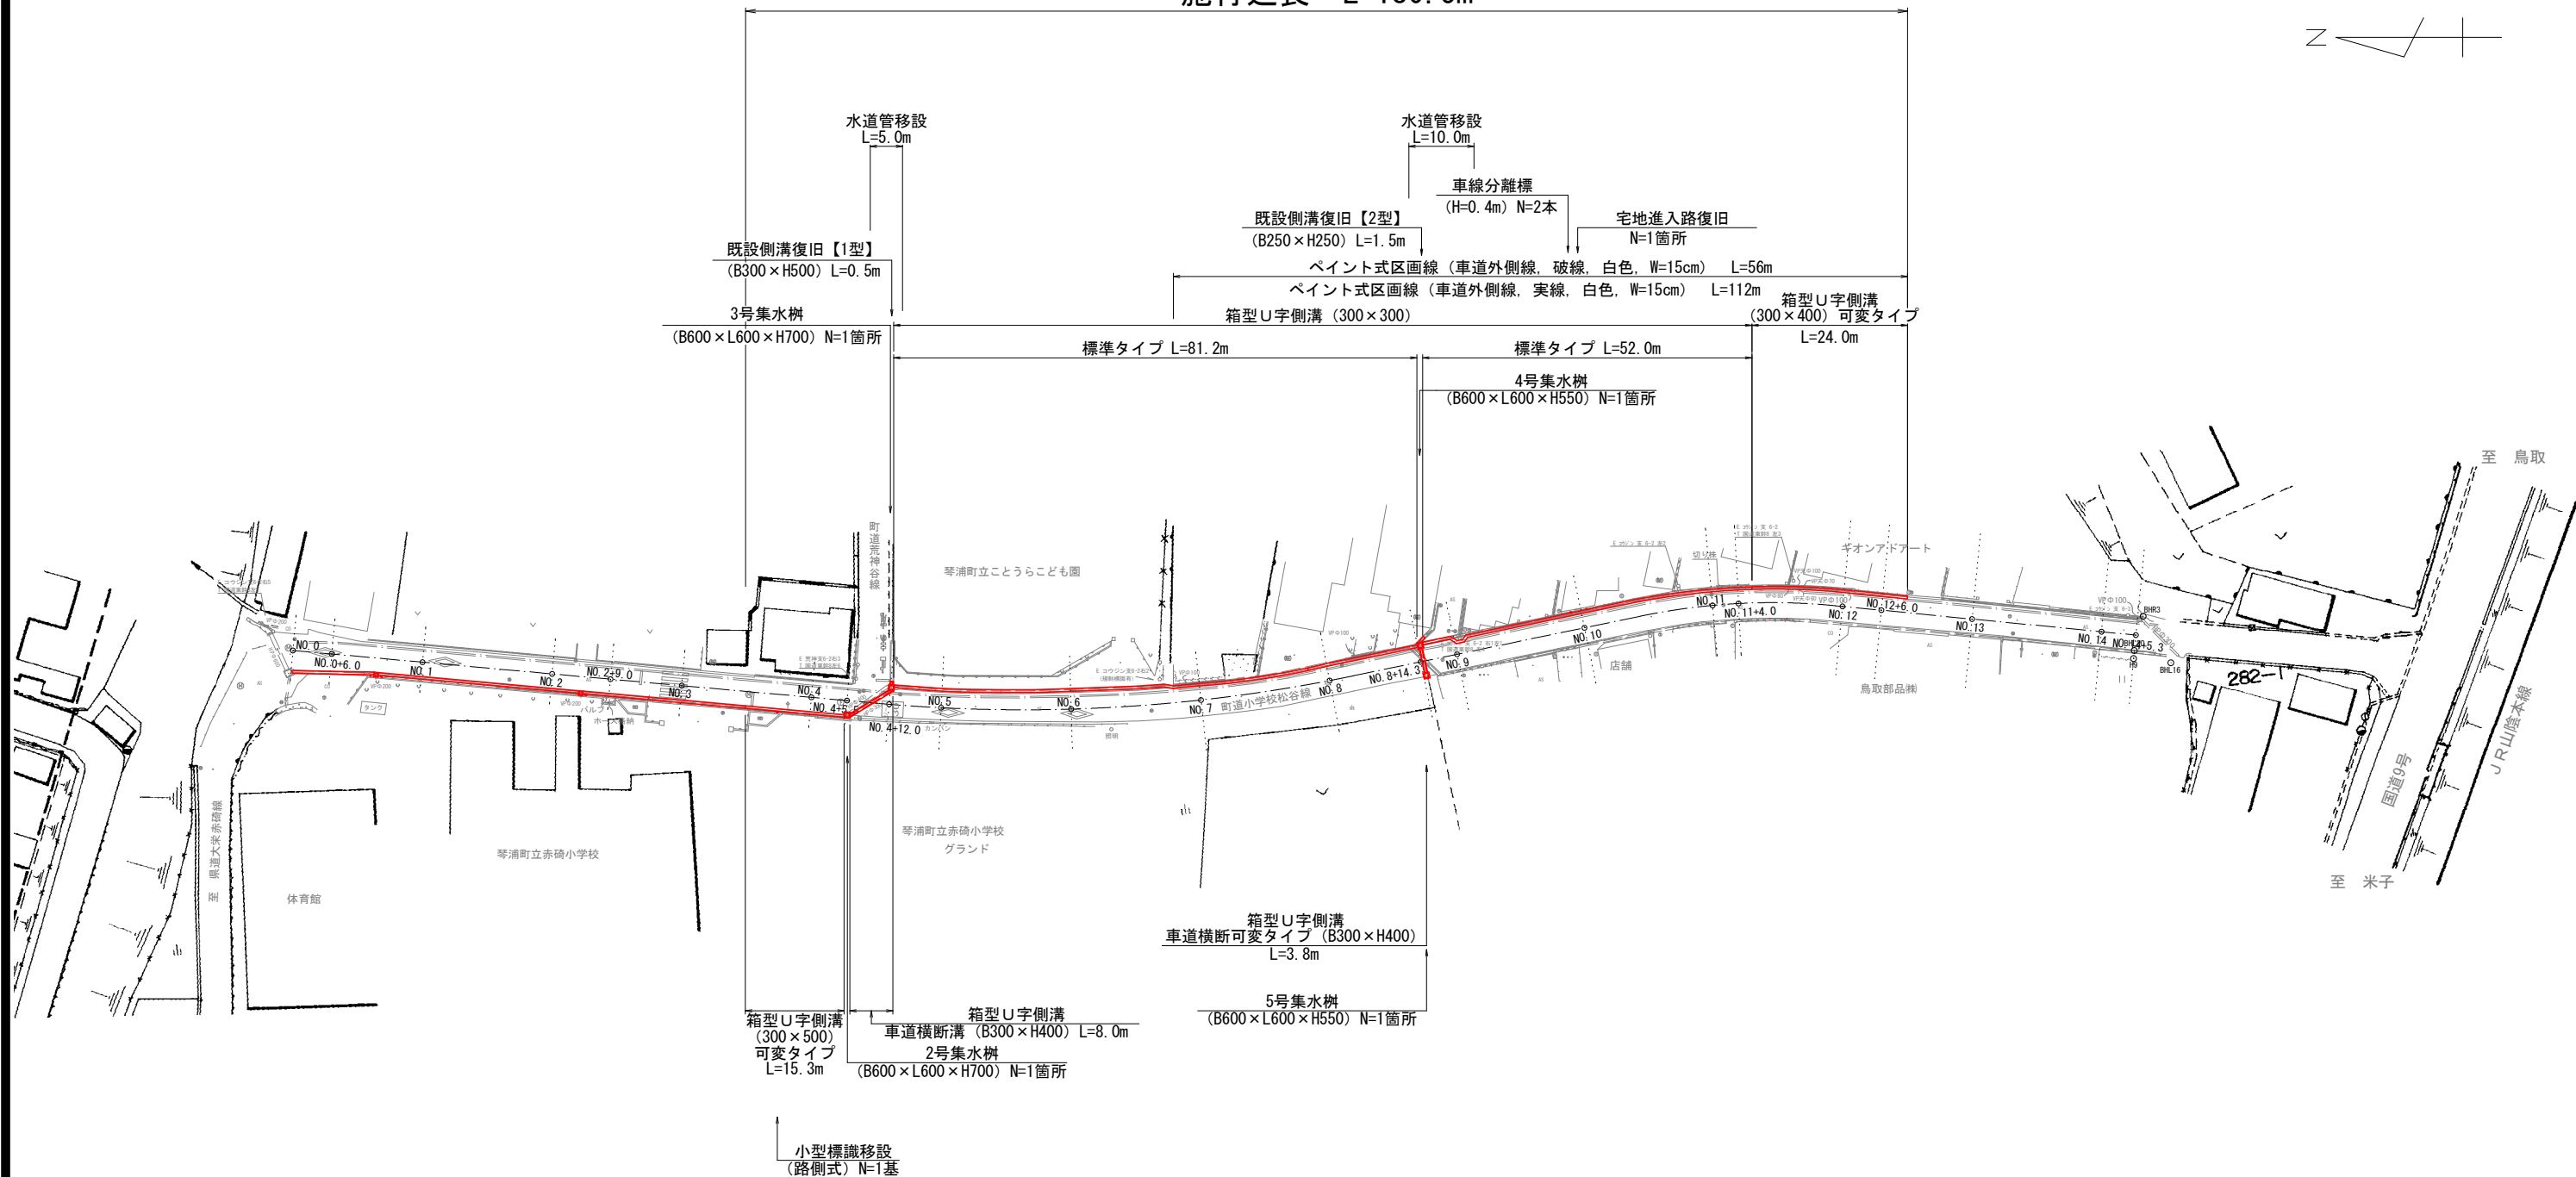 N
水道管移設
L=5.0m
水道管移設
L=10.0m
車線分離標
(H=0.4m) N=2本
既設側溝復旧【2型】
(B250×H250) L=1.5m
宅地進入路復旧
N=1箇所
既設側溝復旧【1型】
(B300×H500) L=0.5m
ペイント式区画線 (車道外側線, 破線, 白色, W=15cm) L=56m
ペイント式区画線 (車道外側線, 実線, 白色, W=15cm) L=112m
3号集水桝
(B600×L600×H700) N=1箇所
箱型U字側溝 (300×300)
箱型U字側溝
(300×400) 可変タイプ
L=24.0m
標準タイプ L=81.2m
標準タイプ L=52.0m
4号集水桝
(B600×L600×H550) N=1箇所
至 鳥取
町道荒神谷線
琴浦町立ことうらこども園
切り株
ギオンアドアート
NO.0
NO.0+6.0
NO.1
NO.2
NO.2+9.0
NO.3
NO.4
NO.4+12.0
NO.5
NO.6
NO.7
NO.8
NO.8+14.3
NO.9
NO.10
NO.11
NO.11+4.0
NO.12
NO.12+6.0
NO.13
NO.14
BHR3
BHL16
VPΦ100
タンク
バルブ
カンバン
照明
町道小学校松谷線
店舗
鳥取部品㈱
282-1
国道9号
JR山陰本線
至 米子
至 県道大栄赤碕線
体育館
琴浦町立赤碕小学校
琴浦町立赤碕小学校
グランド
箱型U字側溝
車道横断可変タイプ (B300×H400)
L=3.8m
5号集水桝
(B600×L600×H550) N=1箇所
箱型U字側溝
(300×500)
可変タイプ
L=15.3m
箱型U字側溝
車道横断溝 (B300×H400) L=8.0m
2号集水桝
(B600×L600×H700) N=1箇所
小型標識移設
(路側式) N=1基